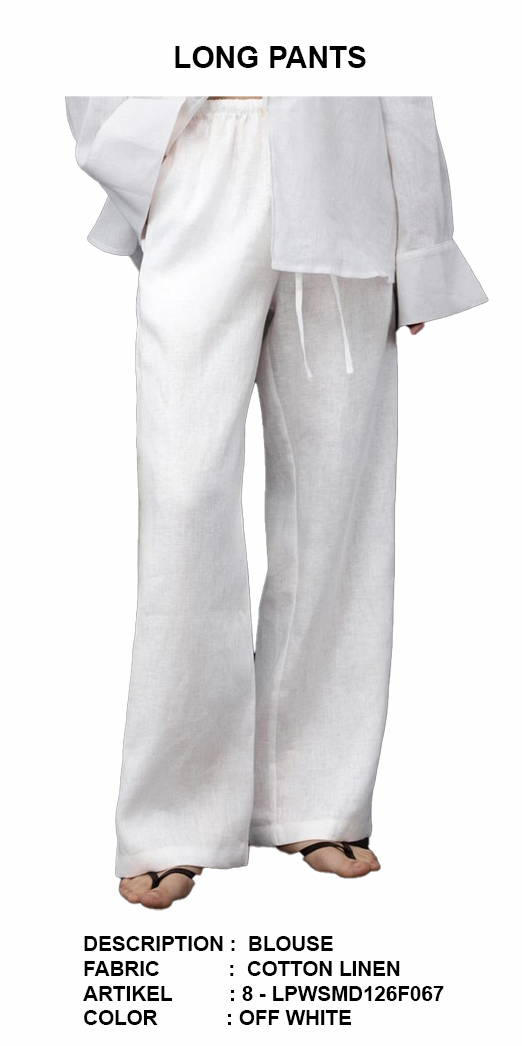 LONG PANTS
DESCRIPTION : BLOUSE
FABRIC : COTTON LINEN
ARTIKEL : 8 - LPWSMD126F067
COLOR : OFF WHITE